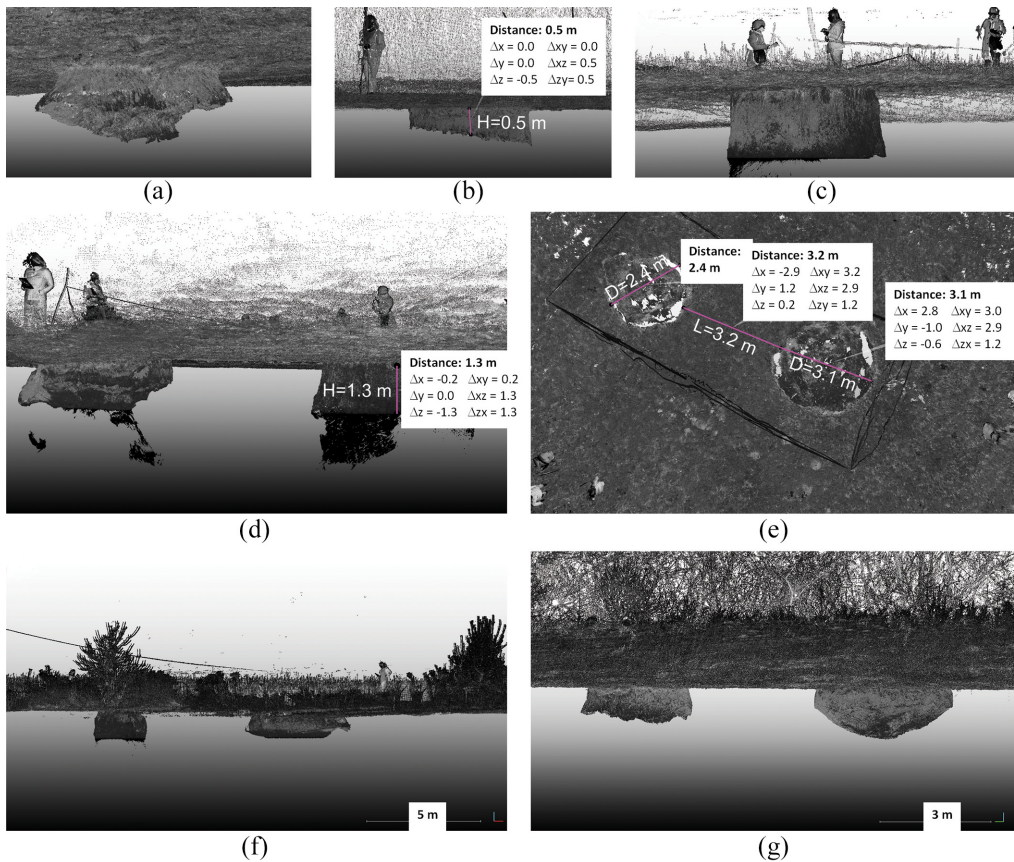 Distance: 0.5 m
Δx = 0.0 Δxy = 0.0
Δy = 0.0 Δxz = 0.5
Δz = -0.5 Δzy= 0.5
H=0.5 m
(a)
(b)
(c)
Distance: 1.3 m
Δx = -0.2 Δxy = 0.2
Δy = 0.0 Δxz = 1.3
Δz = -1.3 Δzx = 1.3
H=1.3 m
Distance:
2.4 m
D=2.4 m
Distance: 3.2 m
Δx = -2.9 Δxy = 3.2
Δy = 1.2 Δxz = 2.9
Δz = 0.2 Δzy = 1.2
Distance: 3.1 m
Δx = 2.8 Δxy = 3.0
Δy = -1.0 Δxz = 2.9
Δz = -0.6 Δzx = 1.2
L=3.2 m
D=3.1 m
(d)
(e)
5 m
3 m
(f)
(g)